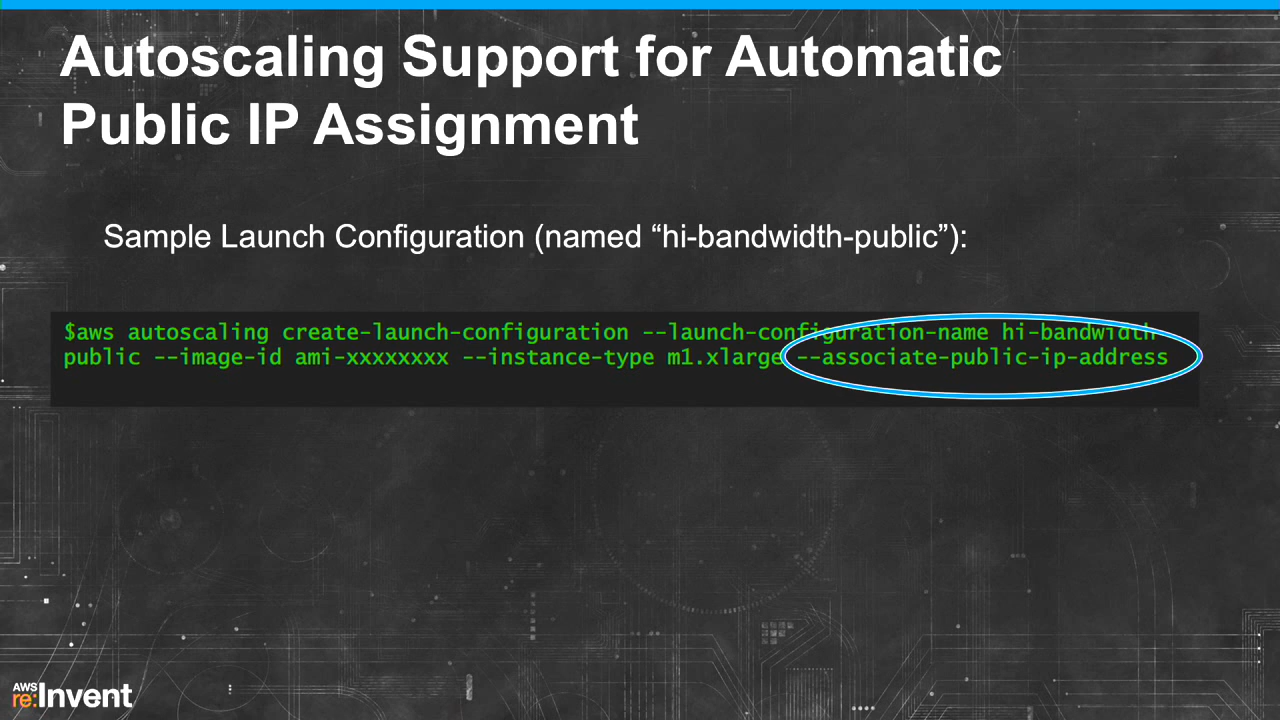 Autoscaling Support for Automatic
Public IP Assignment
Sample Launch Configuration (named “hi-bandwidth-public”):
$aws autoscaling create-launch-configuration --launch-configuration-name hi-bandwidth-
public --image-id ami-xxxxxxxx --instance-type m1.xlarge --associate-public-ip-address
AWS
re:Invent